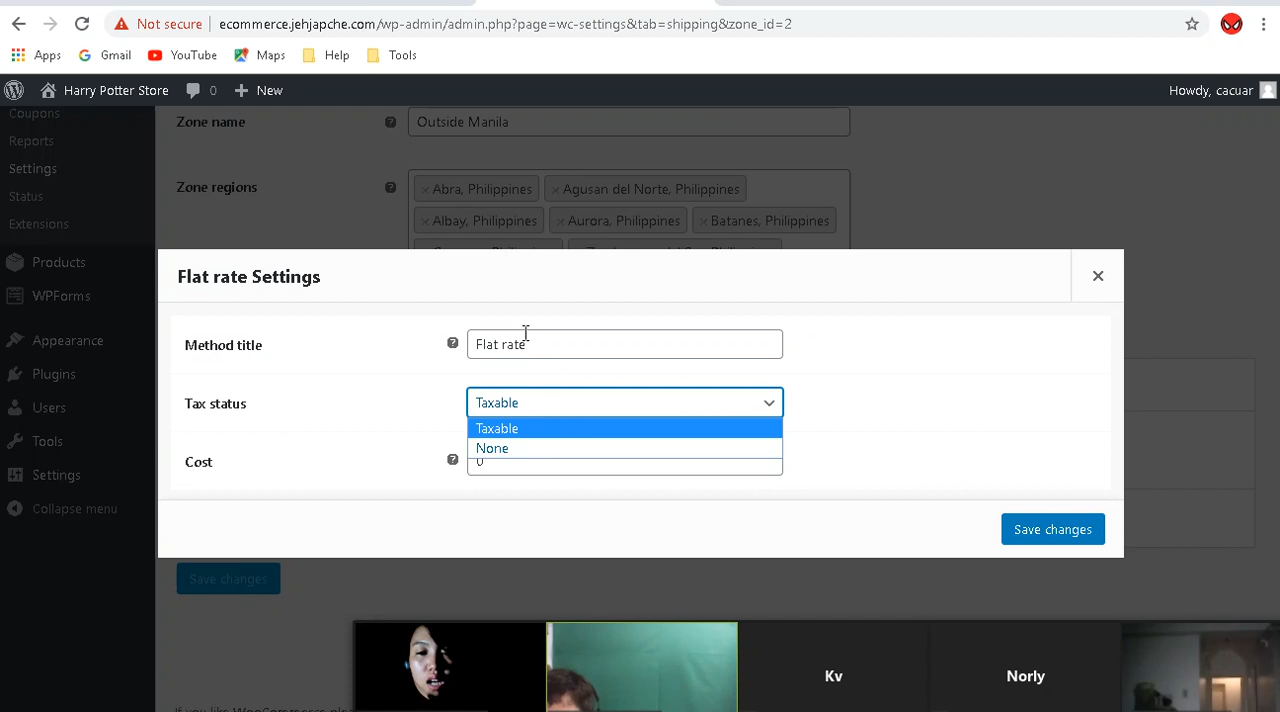 Not secure ecommerce.jehjapche.com/wp-admin/admin.php?page=wc-settings&tab=shipping&zone_id=2
Apps Gmail YouTube Maps Help Tools
Harry Potter Store 0 New Howdy, cacuar
Coupons
Reports
Settings
Status
Extensions
Products
WPForms
Appearance
Plugins
Users
Tools
Settings
Collapse menu
Zone name ? Outside Manila
Zone regions ? × Abra, Philippines × Agusan del Norte, Philippines
× Albay, Philippines × Aurora, Philippines × Batanes, Philippines
Flat rate Settings
Method title ? Flat rate
Tax status Taxable
Taxable
None
Cost ? 0
Save changes
Save changes
Kv Norly